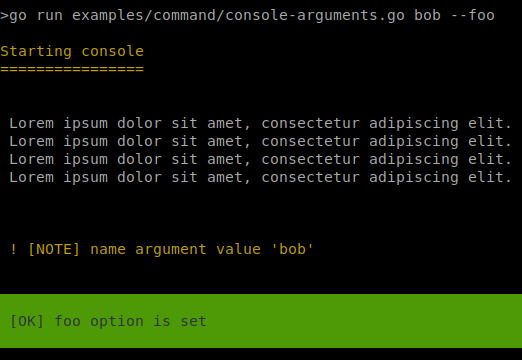 >go run examples/command/console-arguments.go bob --foo
Starting console
================
Lorem ipsum dolor sit amet, consectetur adipiscing elit.
Lorem ipsum dolor sit amet, consectetur adipiscing elit.
Lorem ipsum dolor sit amet, consectetur adipiscing elit.
Lorem ipsum dolor sit amet, consectetur adipiscing elit.
! [NOTE] name argument value 'bob'
[OK] foo option is set